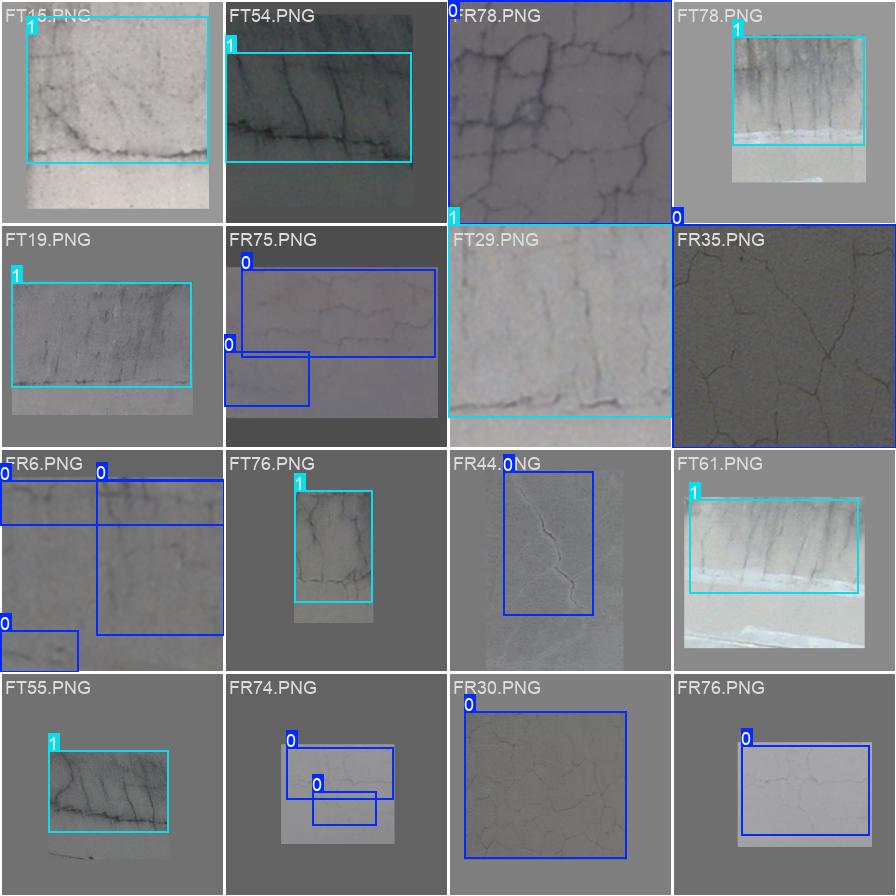 FT15.PNG
1
FT54.PNG
1
FR78.PNG
0
FT78.PNG
1
FT19.PNG
1
FR75.PNG
0
0
FT29.PNG
1
FR35.PNG
0
FR6.PNG
0
0
0
FT76.PNG
1
FR44.PNG
0
FT61.PNG
1
FT55.PNG
1
FR74.PNG
0
0
FR30.PNG
0
FR76.PNG
0